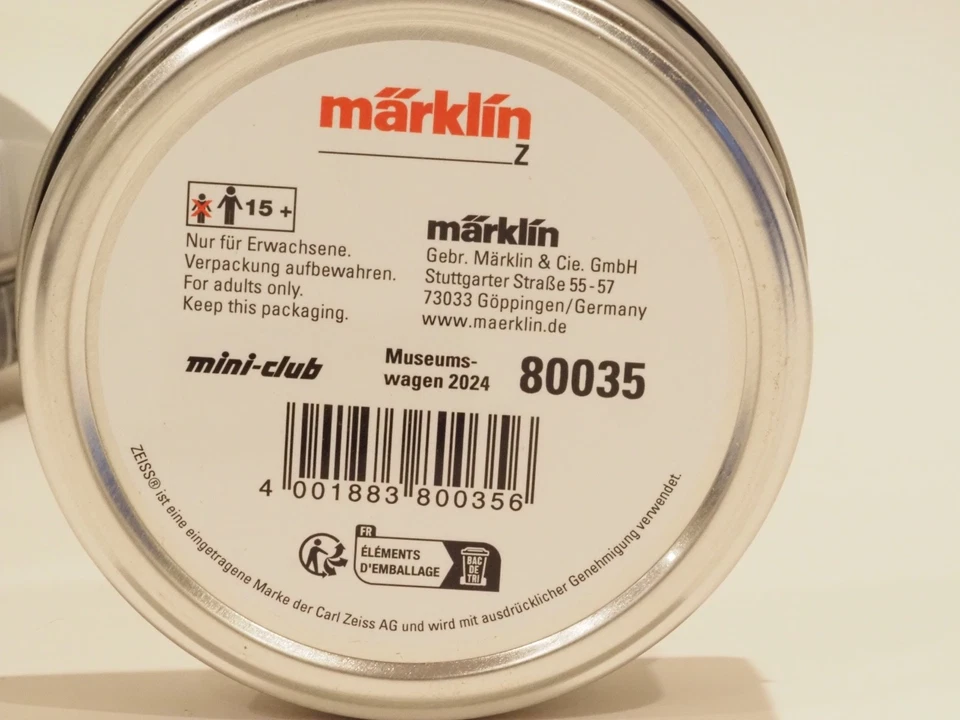 märklin
Z
15 +
Nur für Erwachsene.
Verpackung aufbewahren.
For adults only.
Keep this packaging.
märklin
Gebr. Märklin & Cie. GmbH
Stuttgarter Straße 55-57
73033 Göppingen/Germany
www.maerklin.de
mini-club
Museums-
wagen 2024
80035
4 001883 800356
FR
ÉLÉMENTS
D'EMBALLAGE
BAC
DE
TRI
ZEISS® ist eine eingetragene Marke der Carl Zeiss AG und wird mit ausdrücklicher Genehmigung verwendet.